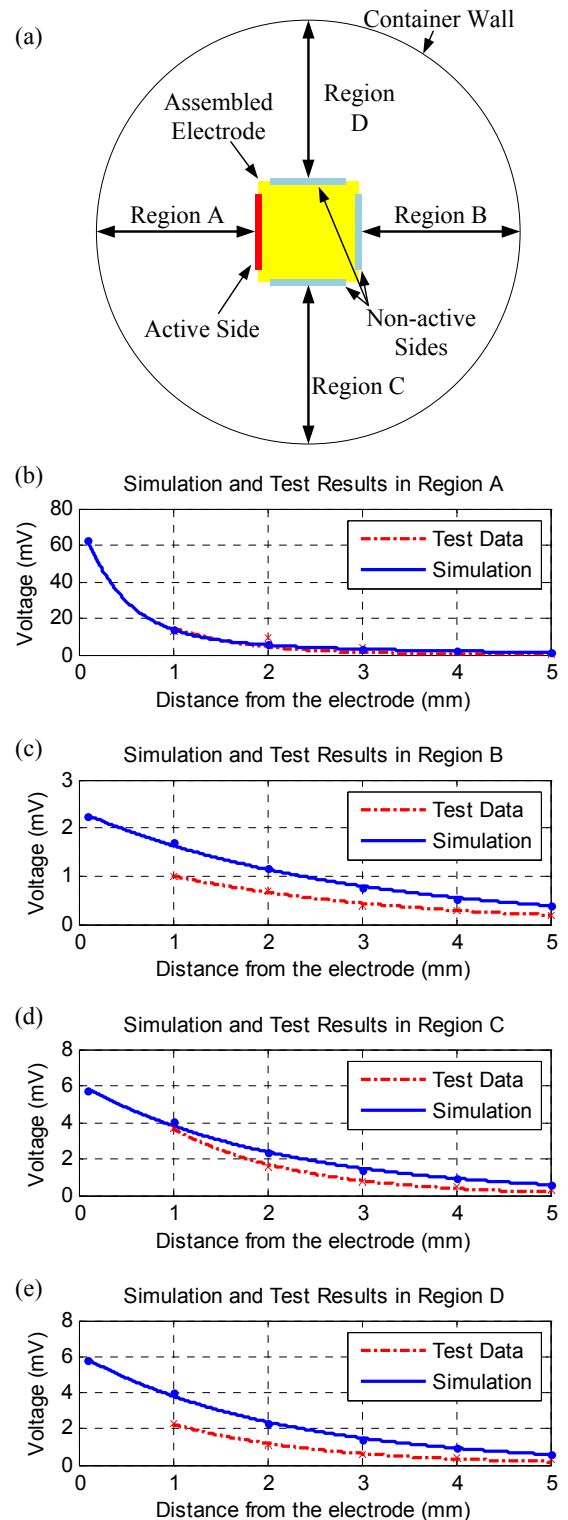 (a)
Container Wall
Assembled
Electrode
Region
D
Region A
Region B
Active Side
Non-active
Sides
Region C
(b)
Simulation and Test Results in Region A
Voltage (mV)
80
60
40
20
0
Test Data
Simulation
0 1 2 3 4 5
Distance from the electrode (mm)
(c)
Simulation and Test Results in Region B
Voltage (mV)
3
2
1
0
Test Data
Simulation
0 1 2 3 4 5
Distance from the electrode (mm)
(d)
Simulation and Test Results in Region C
Voltage (mV)
8
6
4
2
0
Test Data
Simulation
0 1 2 3 4 5
Distance from the electrode (mm)
(e)
Simulation and Test Results in Region D
Voltage (mV)
8
6
4
2
0
Test Data
Simulation
0 1 2 3 4 5
Distance from the electrode (mm)